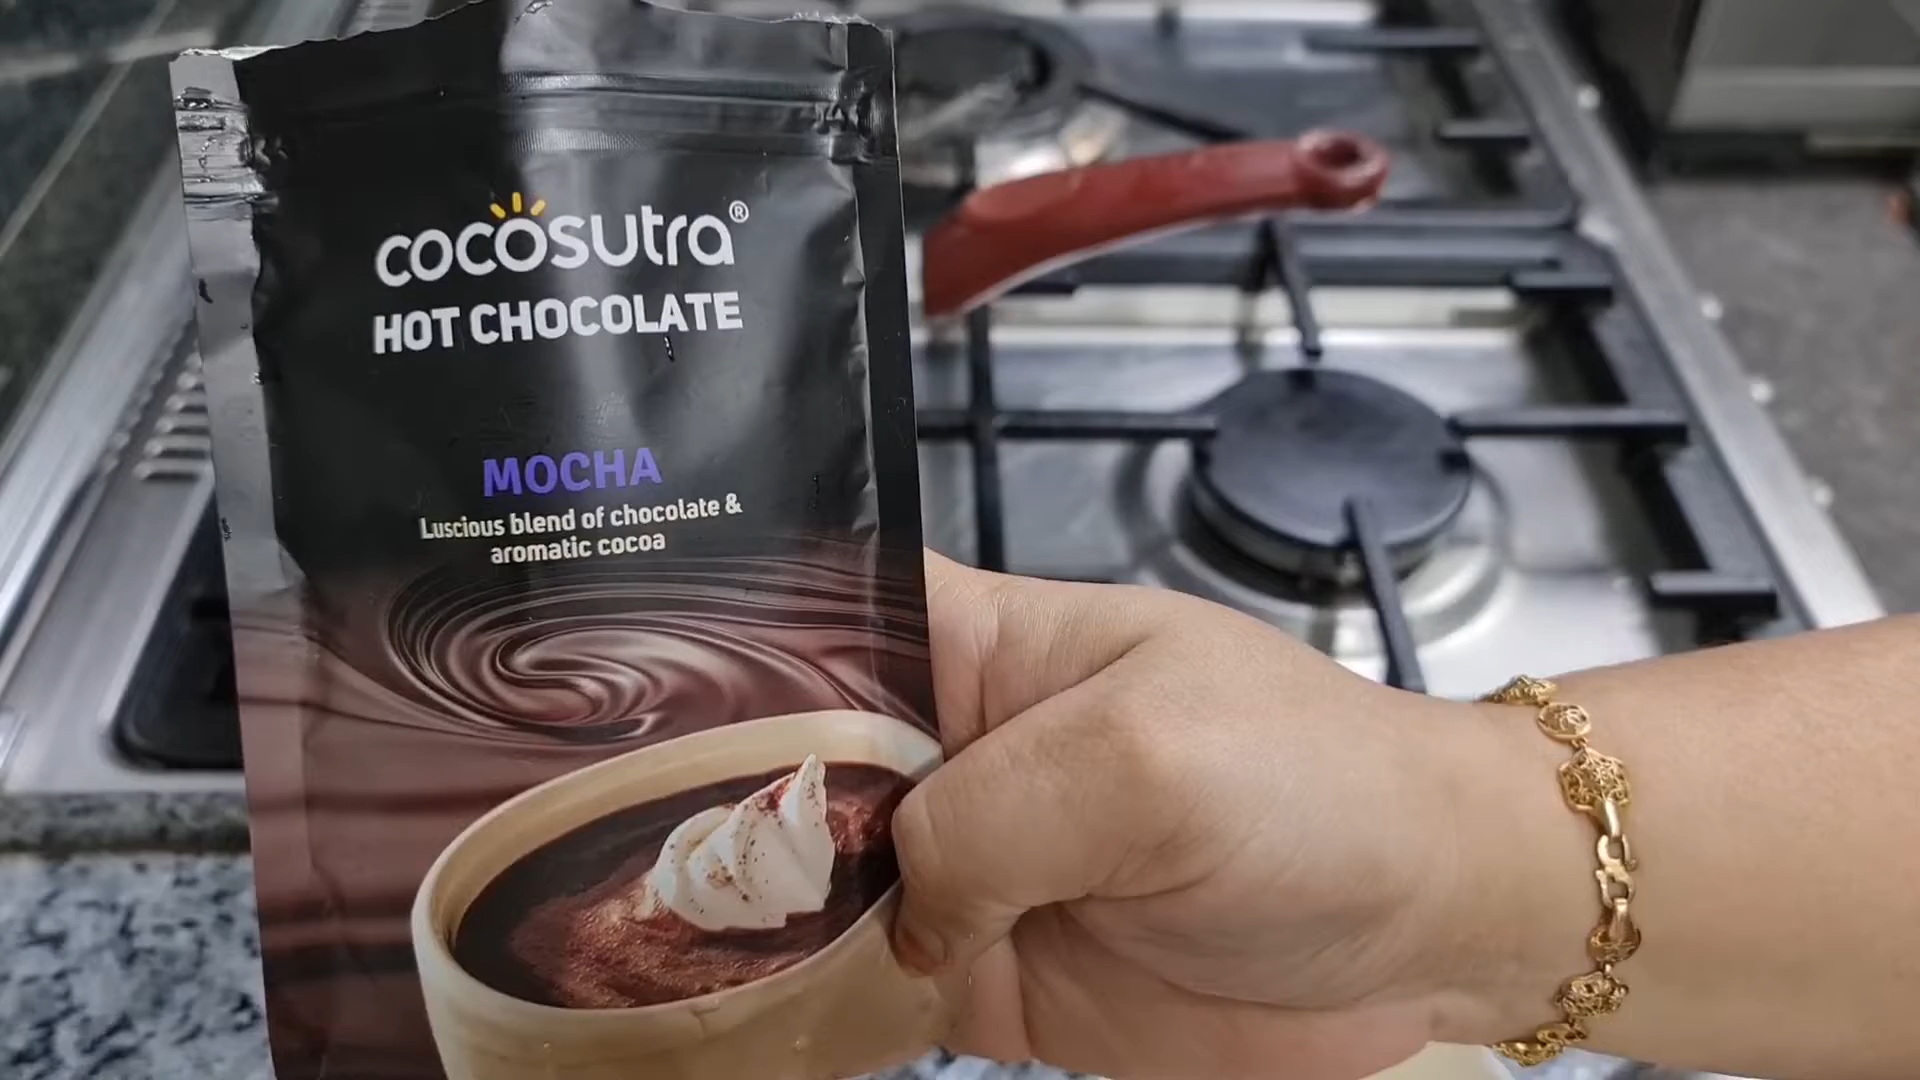 cocosutra®
HOT CHOCOLATE
MOCHA
Luscious blend of chocolate &
aromatic cocoa